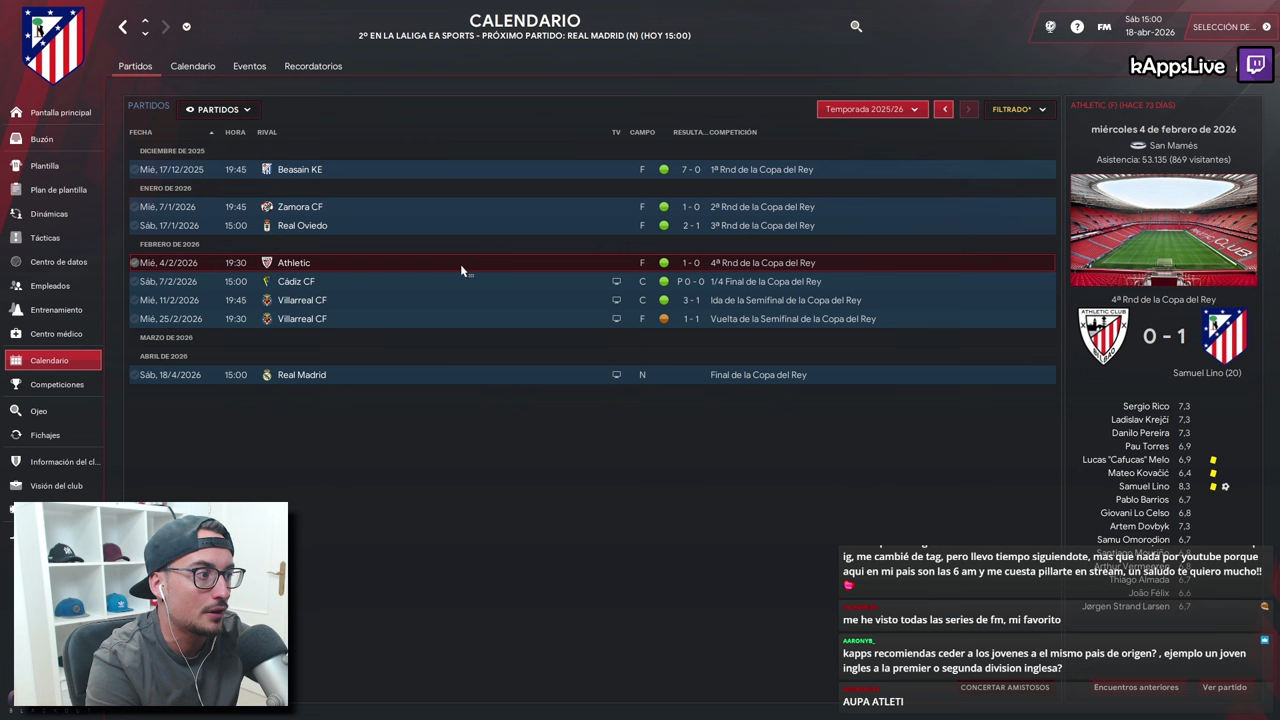 CALENDARIO
2º EN LA LALIGA EA SPORTS - PRÓXIMO PARTIDO: REAL MADRID (N) (HOY 15:00)
FM
Sáb 15:00
18-abr-2026
SELECCIÓN DE...
kAppsLive
Partidos Calendario Eventos Recordatorios
Pantalla principal
Buzón
Plantilla
Plan de plantilla
Dinámicas
Tácticas
Centro de datos
Empleados
Entrenamiento
Centro médico
Calendario
Competiciones
Ojeo
Fichajes
Información del cl...
Visión del club
PARTIDOS PARTIDOS Temporada 2025/26 FILTRADO*
FECHA HORA RIVAL TV CAMPO RESULTA... COMPETICIÓN
DICIEMBRE DE 2025
Mié, 17/12/2025 19:45 Beasain KE F 7 - 0 1ª Rnd de la Copa del Rey
ENERO DE 2026
Mié, 7/1/2026 19:45 Zamora CF F 1 - 0 2ª Rnd de la Copa del Rey
Sáb, 17/1/2026 15:00 Real Oviedo F 2 - 1 3ª Rnd de la Copa del Rey
FEBRERO DE 2026
Mié, 4/2/2026 19:30 Athletic F 1 - 0 4ª Rnd de la Copa del Rey
Sáb, 7/2/2026 15:00 Cádiz CF C P 0 - 0 1/4 Final de la Copa del Rey
Mié, 11/2/2026 19:45 Villarreal CF C 3 - 1 Ida de la Semifinal de la Copa del Rey
Mié, 25/2/2026 19:30 Villarreal CF F 1 - 1 Vuelta de la Semifinal de la Copa del Rey
MARZO DE 2026
ABRIL DE 2026
Sáb, 18/4/2026 15:00 Real Madrid N Final de la Copa del Rey
ATHLETIC (F) (HACE 73 DÍAS)
miércoles 4 de febrero de 2026
San Mamés
Asistencia: 53.135 (869 visitantes)
4ª Rnd de la Copa del Rey
0 - 1
Samuel Lino (20)
Sergio Rico 7,3
Ladislav Krejčí 7,3
Danilo Pereira 7,3
Pau Torres 6,9
Lucas "Cafucas" Melo 6,9
Mateo Kovačić 6,4
Samuel Lino 8,3
Pablo Barrios 6,7
Giovani Lo Celso 6,8
Artem Dovbyk 7,3
Samu Omorodion 6,7
Santiago Mouriño
Arthur Vermeeren
Thiago Almada 6,7
João Félix 6,6
Jørgen Strand Larsen 6,7
ig, me cambié de tag, pero llevo tiempo siguiendote, mas que nada por youtube porque
aqui en mi pais son las 6 am y me cuesta pillarte en stream, un saludo te quiero mucho!!
me he visto todas las series de fm, mi favorito
AARONYB_
kapps recomiendas ceder a los jovenes a el mismo pais de origen? , ejemplo un joven
ingles a la premier o segunda division inglesa?
CONCERTAR AMISTOSOS Encuentros anteriores Ver partido
AUPA ATLETI